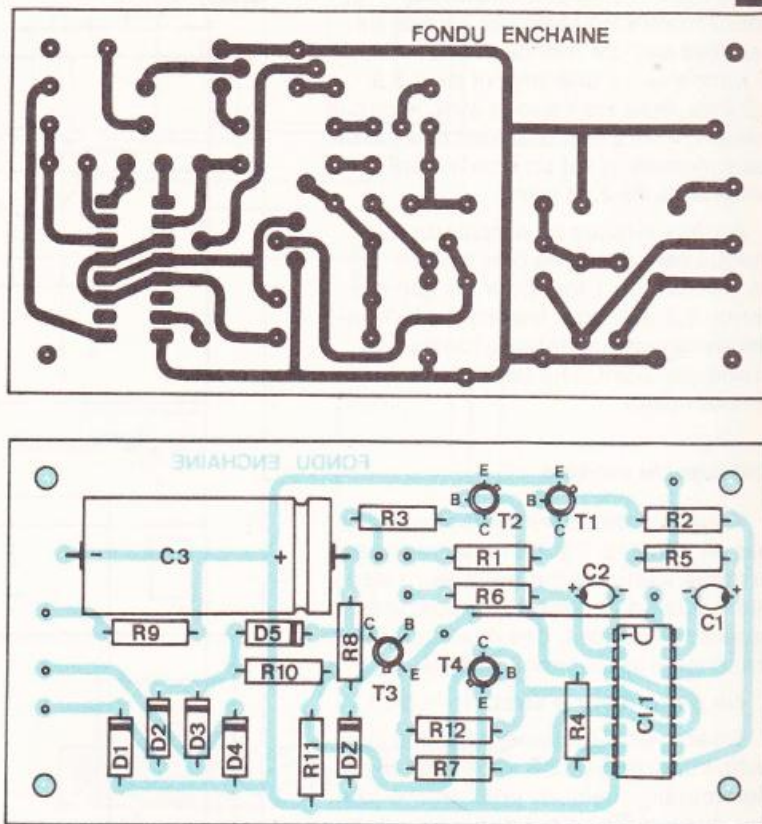 FONDU ENCHAINE
FONDU ENCHAINE
E
E
B
B
T2
T1
C
C
R3
R2
C3
-
+
R1
R5
C2
+
-
-
+
C1
R6
R9
D5
R8
C
B
E
T3
1
C
B
E
T4
R10
CI.1
D1
D2
D3
D4
R11
DZ
R12
R7
R4